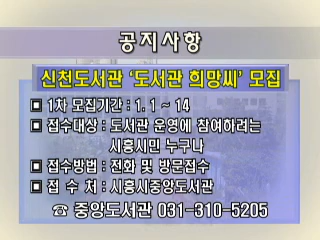 공지사항
신천도서관 '도서관 희망씨' 모집
▣ 1차 모집기간 : 1. 1 ~ 14
▣ 접수대상 : 도서관 운영에 참여하려는
시흥시민 누구나
▣ 접수방법 : 전화 및 방문접수
▣ 접 수 처 : 시흥시중앙도서관
☎ 중앙도서관 031-310-5205